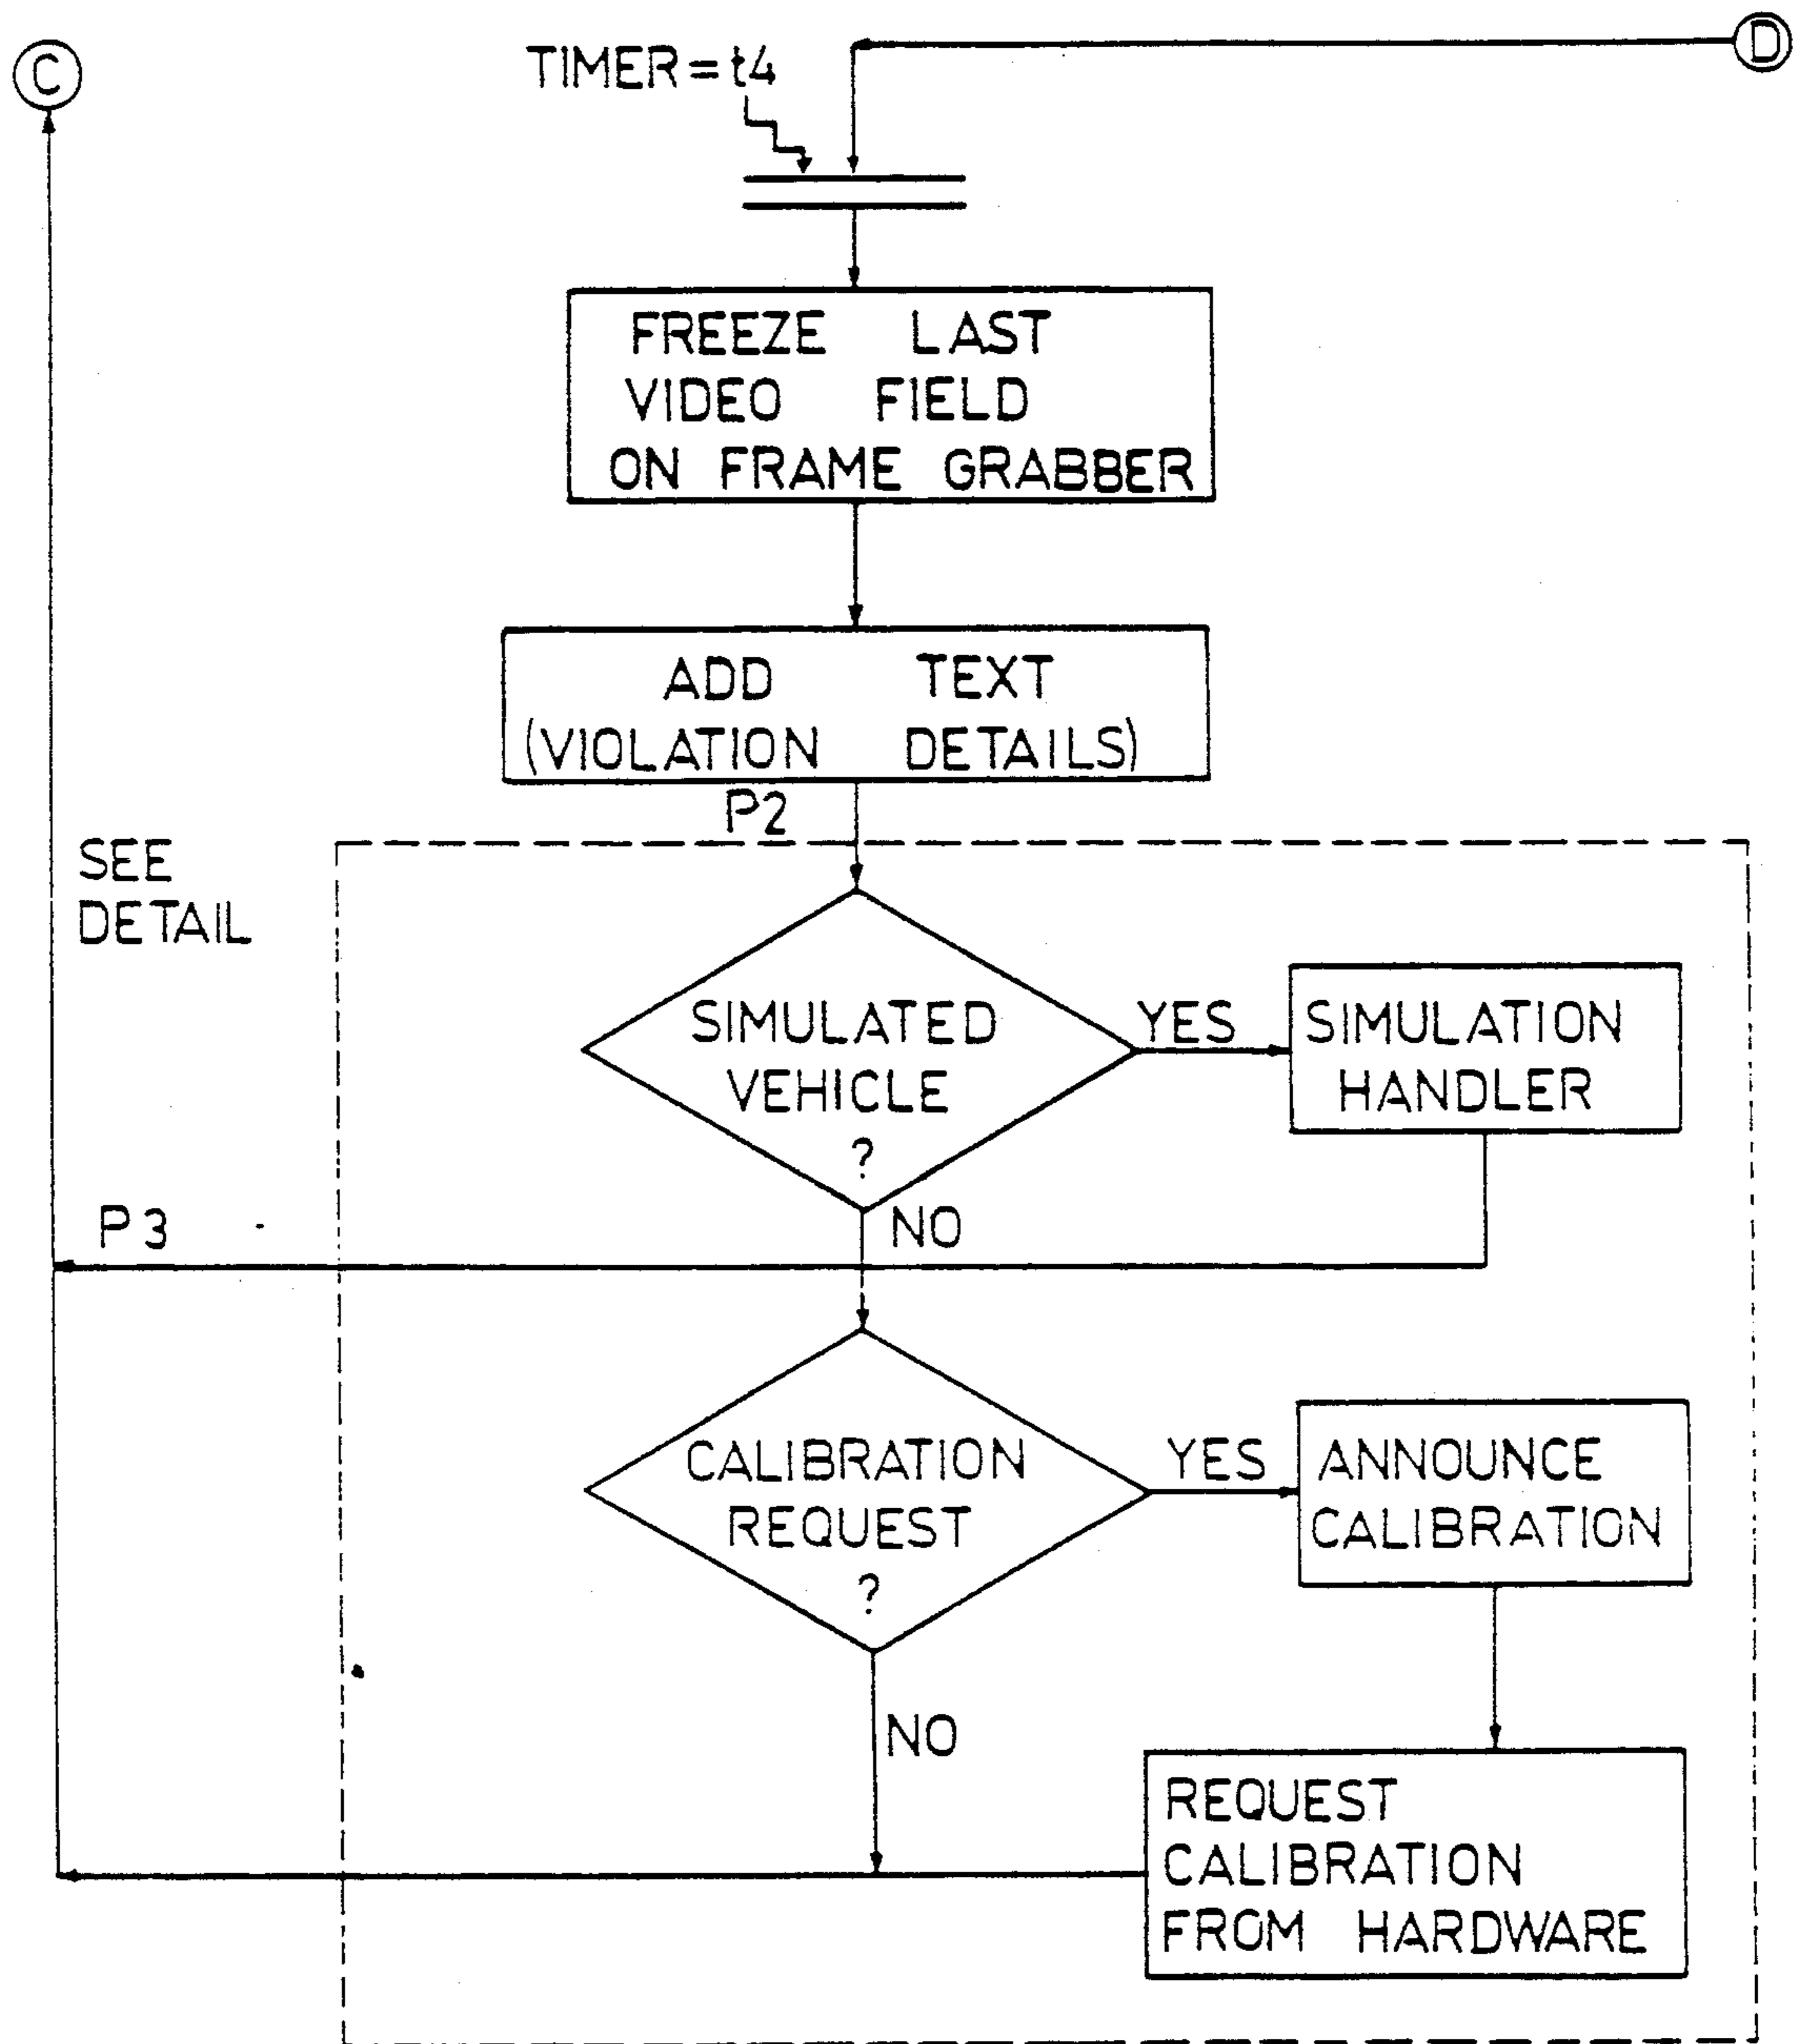 C
D
TIMER = t4
FREEZE LAST
VIDEO FIELD
ON FRAME GRABBER
ADD TEXT
(VIOLATION DETAILS)
P2
SEE
DETAIL
SIMULATED
VEHICLE
?
YES
SIMULATION
HANDLER
NO
P3
CALIBRATION
REQUEST
?
YES
ANNOUNCE
CALIBRATION
NO
REQUEST
CALIBRATION
FROM HARDWARE